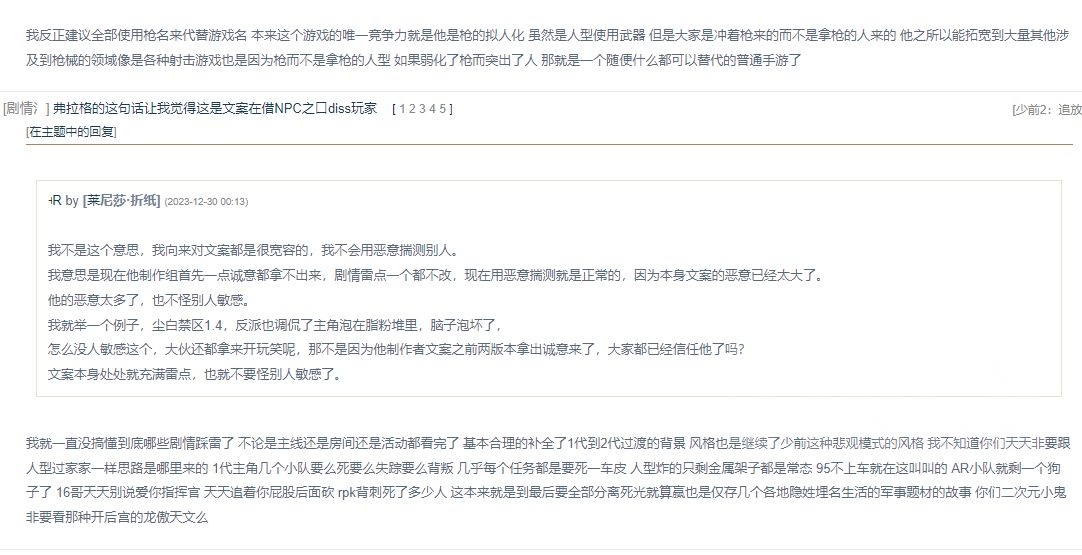 我反正建议全部使用枪名来代替游戏名 本来这个游戏的唯一竞争力就是他是枪的拟人化 虽然是人型使用武器 但是大家是冲着枪来的而不是拿枪的人来的 他之所以能拓宽到大量其他涉
及到枪械的领域像是各种射击游戏也是因为枪而不是拿枪的人型 如果弱化了枪而突出了人 那就是一个随便什么都可以替代的普通手游了
[剧情] 弗拉格的这句话让我觉得这是文案在借NPC之口diss玩家 [ 1 2 3 4 5 ] [少前2：追放
[在主题中的回复]
+R by [莱尼莎·折纸] (2023-12-30 00:13)
我不是这个意思，我向来对文案都是很宽容的，我不会用恶意揣测别人。
我意思是现在他制作组首先一点诚意都拿不出来，剧情雷点一个都不改，现在用恶意揣测就是正常的，因为本身文案的恶意已经太大了。
他的恶意太多了，也不怪别人敏感。
我就举一个例子，尘白禁区1.4，反派也调侃了主角泡在脂粉堆里，脑子泡坏了，
怎么没人敏感这个，大伙还都拿来开玩笑呢，那不是因为他制作者文案之前两版本拿出诚意来了，大家都已经信任他了吗？
文案本身处处就充满雷点，也就不要怪别人敏感了。
我就一直没搞懂到底哪些剧情踩雷了 不论是主线还是房间还是活动都看完了 基本合理的补全了1代到2代过渡的背景 风格也是继续了少前这种悲观模式的风格 我不知道你们天天非要跟
人型过家家一样思路是哪里来的 1代主角几个小队要么死要么失踪要么背叛 几乎每个任务都是要死一车皮 人型炸的只剩金属架子都是常态 95不上车就在这叫叫的 AR小队就剩一个狗
子了 16哥天天别说爱你指挥官 天天追着你屁股后面砍 rpk背刺死了多少人 这本来就是到最后要全部分离死光就算赢也是仅存几个各地隐姓埋名生活的军事题材的故事 你们二次元小鬼
非要看那种开后宫的龙傲天文么